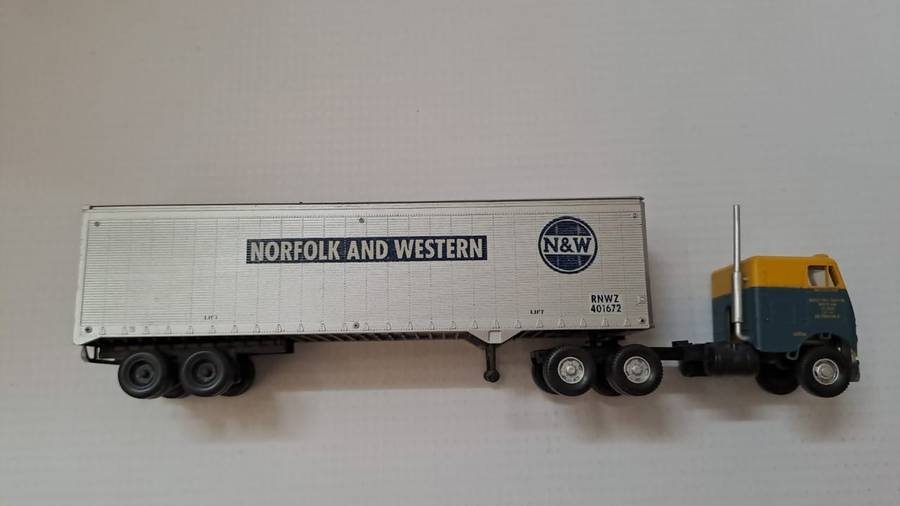 NORFOLK AND WESTERN
N&W
RNWZ
401672
LIFT
LIFT